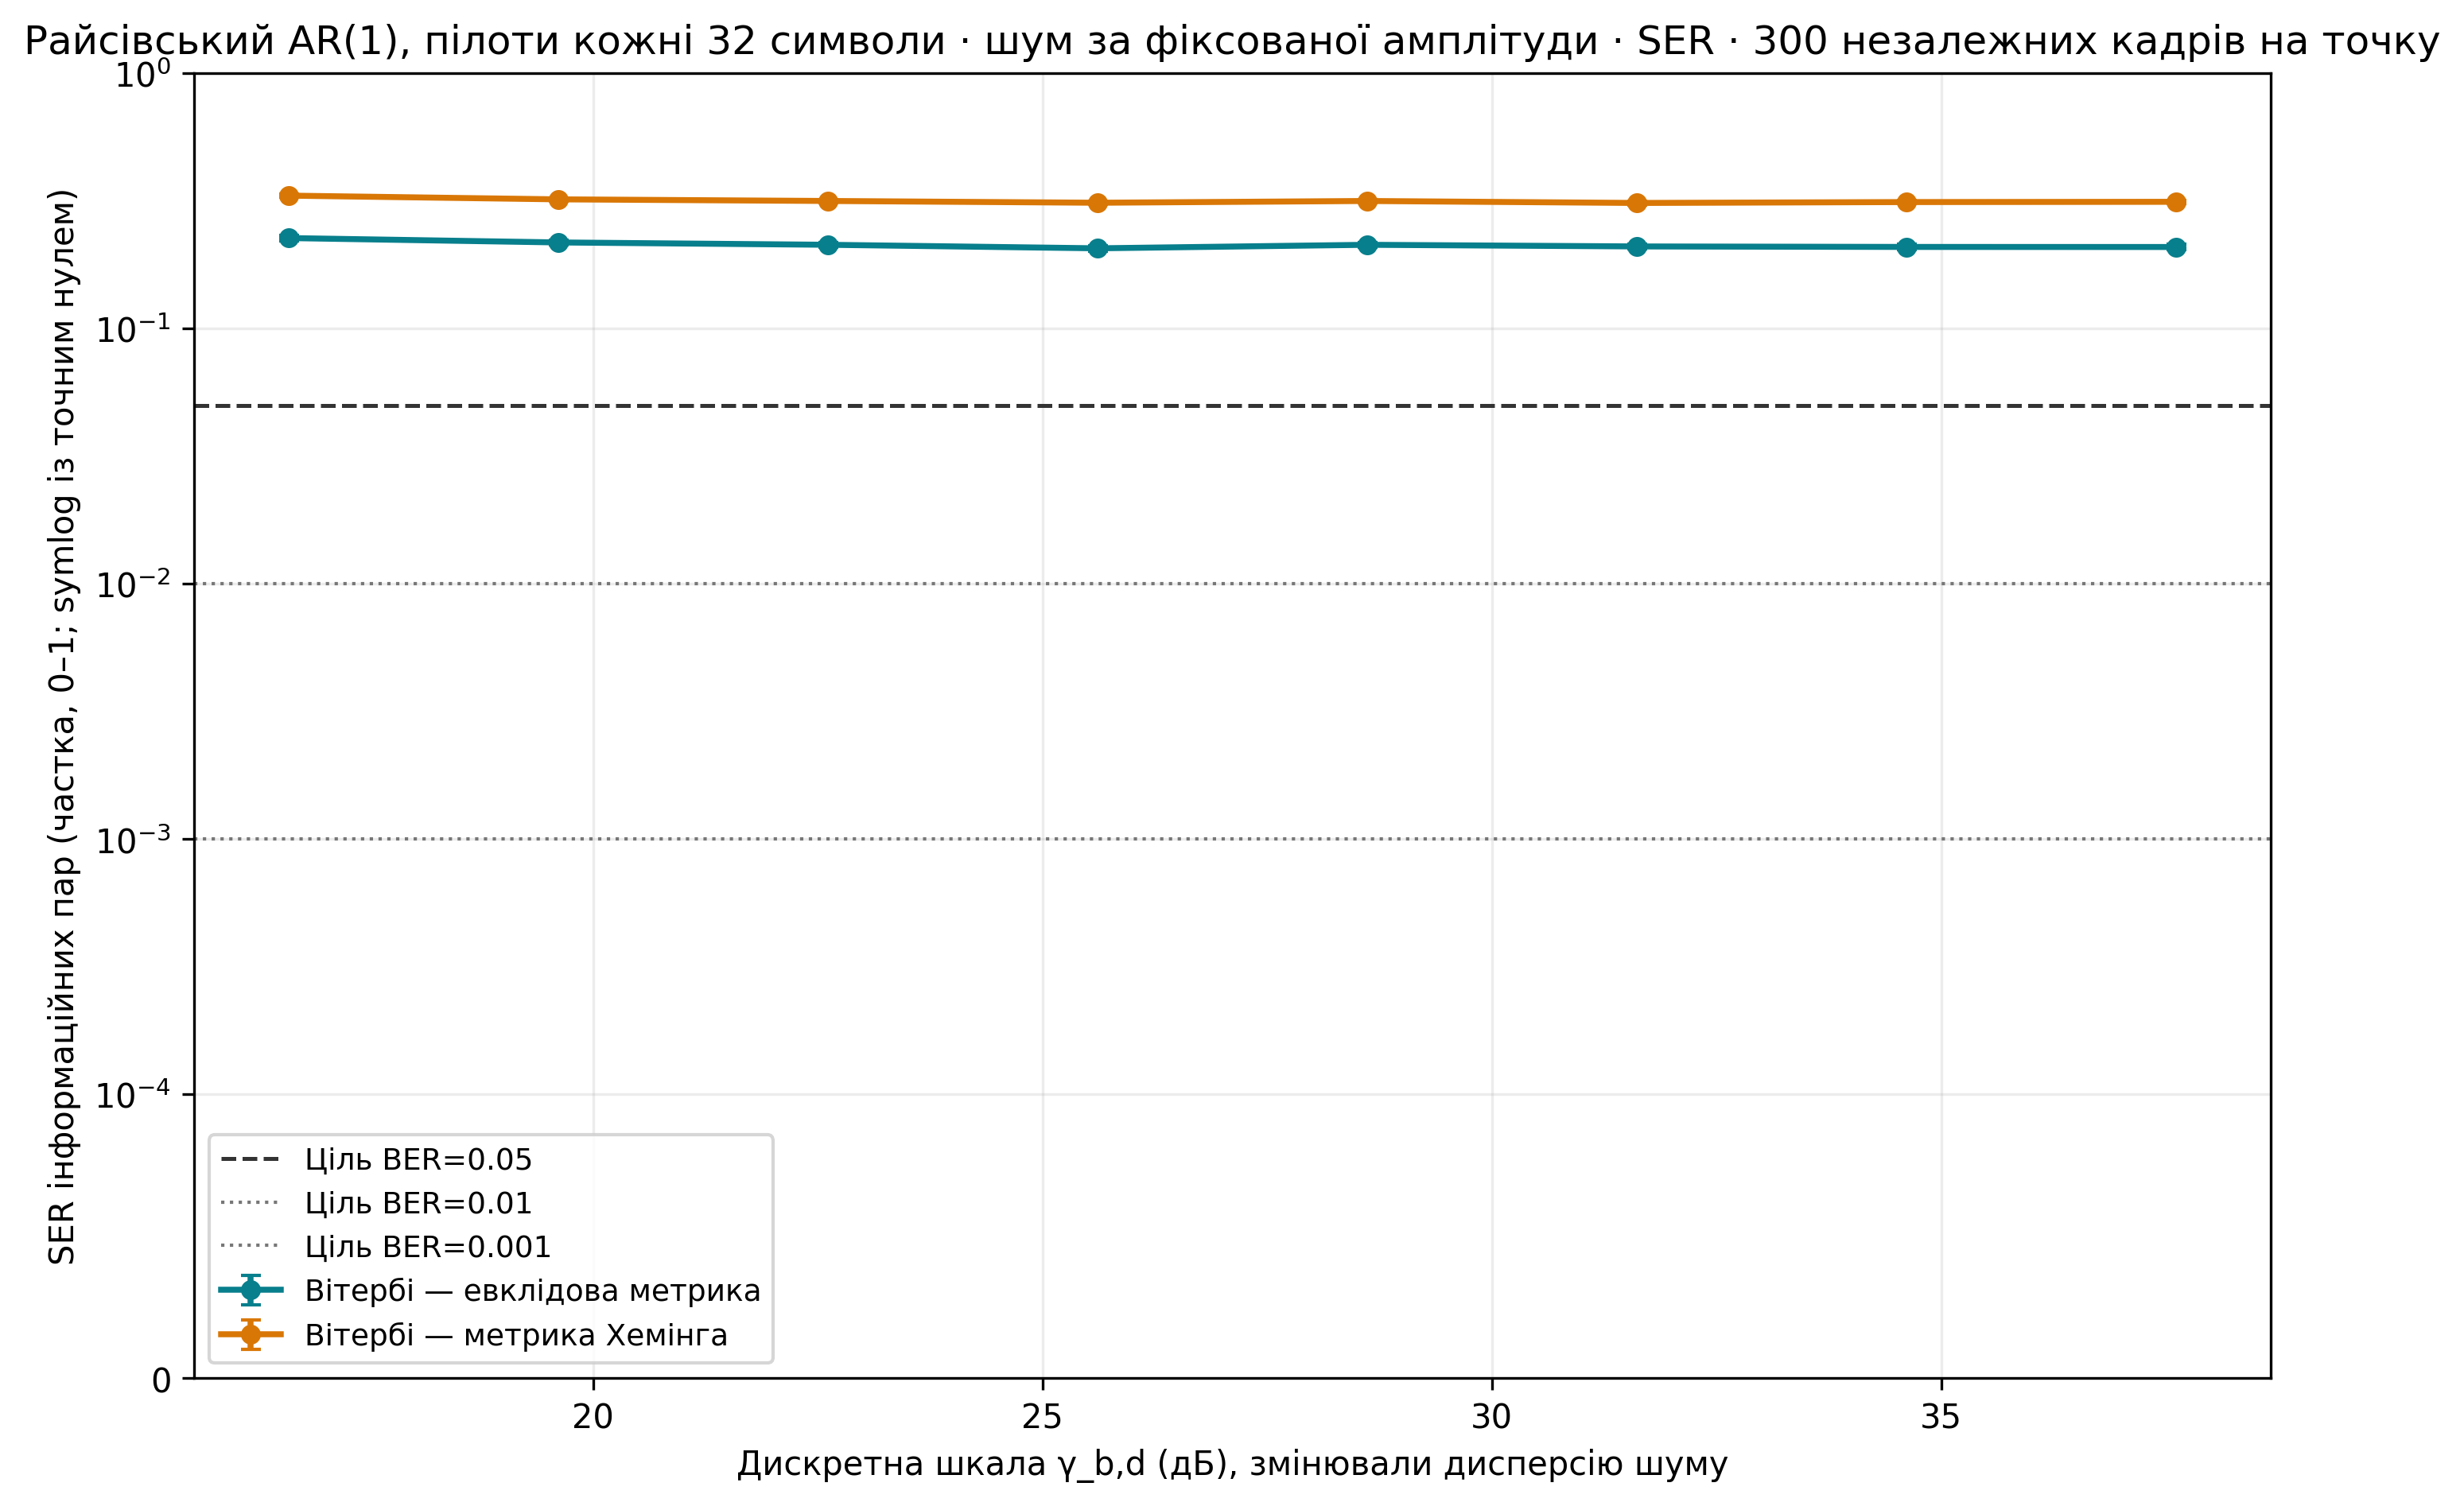 Райсівський AR(1), пілоти кожні 32 символи · шум за фіксованої амплітуди · SER · 300 незалежних кадрів на точку
SER інформаційних пар (частка, 0–1; symlog із точним нулем)
10⁰
10⁻¹
10⁻²
10⁻³
10⁻⁴
0
Ціль BER=0.05
Ціль BER=0.01
Ціль BER=0.001
Вітербі — евклідова метрика
Вітербі — метрика Хемінга
20 25 30 35
Дискретна шкала γ_b,d (дБ), змінювали дисперсію шуму